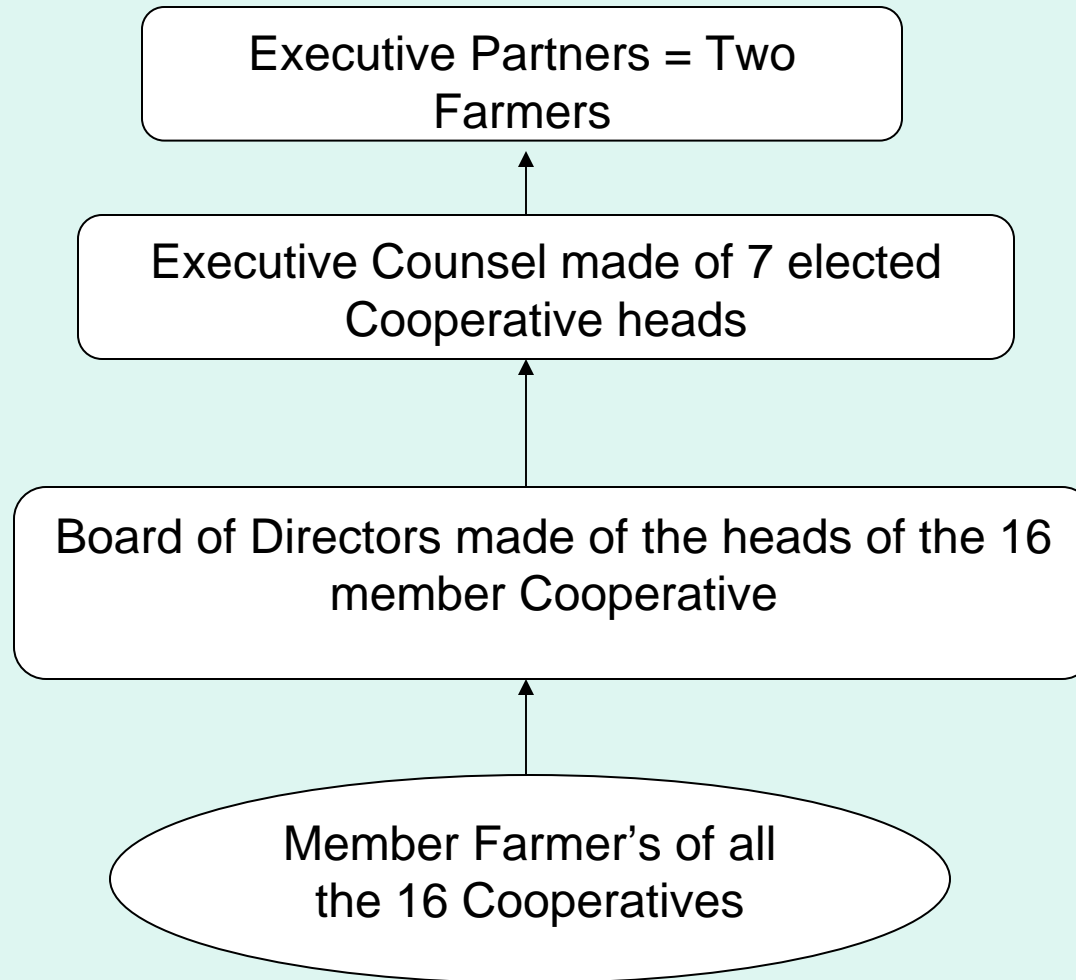 Executive Partners = Two
Farmers
Executive Counsel made of 7 elected
Cooperative heads
Board of Directors made of the heads of the 16
member Cooperative
Member Farmer’s of all
the 16 Cooperatives